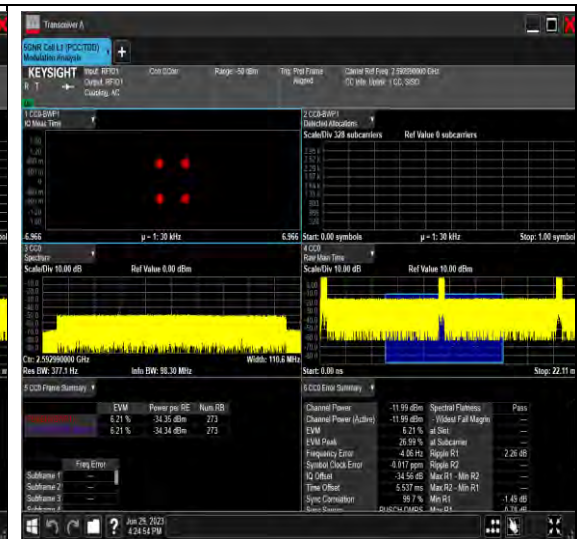 Transceiver A
5GNR Cell L1 (PCC/TDD)
Modulation Analysis
+
KEYSIGHT
R T
Input: RFIO1
Output: RFIO1
Coupling: AC
Range: -50 dBm
Carrier Ref Freq: 2.592990000 GHz
CC Info: Uplink: 1 CC, SISO
1 CC0-BWP1
IQ Meas Time
-6.966
μ = 1: 30 kHz
6.966
2 CC0-BWP1
Detected Allocations
Scale/Div 328 subcarriers
Ref Value 0 subcarriers
Start: 0.00 symbols
μ = 1: 30 kHz
Stop: 1.00 symbol
3 CC0
Spectrum
Scale/Div 10.00 dB
Ref Value 0.00 dBm
Ctr: 2.592990000 GHz
Width: 110.6 MHz
Res BW: 377.1 Hz
Info BW: 98.30 MHz
4 CC0
Raw Main Time
Scale/Div 10.00 dB
Ref Value 10.00 dBm
Start: 0.00 ns
Stop: 22.11 m
5 CC0 Frame Summary
EVM Power per RE Num.RB
6.21 % -34.35 dBm 273
6.21 % -34.34 dBm 273
Freq Error
Subframe 1 ---
Subframe 2 ---
Subframe 3 ---
6 CC0 Error Summary
Channel Power -11.99 dBm Spectral Flatness Pass
Channel Power (Active) -11.99 dBm - Widest Fail Margin ---
EVM 6.21 % at Slot ---
EVM Peak 26.99 % at Subcarrier ---
Frequency Error -4.06 Hz Ripple R1 2.26 dB
Symbol Clock Error -0.017 ppm Ripple R2 ---
IQ Offset -34.56 dB Max R1 - Min R2 ---
Time Offset 5.537 ms Max R2 - Min R1 ---
Sync Correlation 99.7 % Min R1 -1.49 dB
? Jun 29, 2023
4:24:54 PM